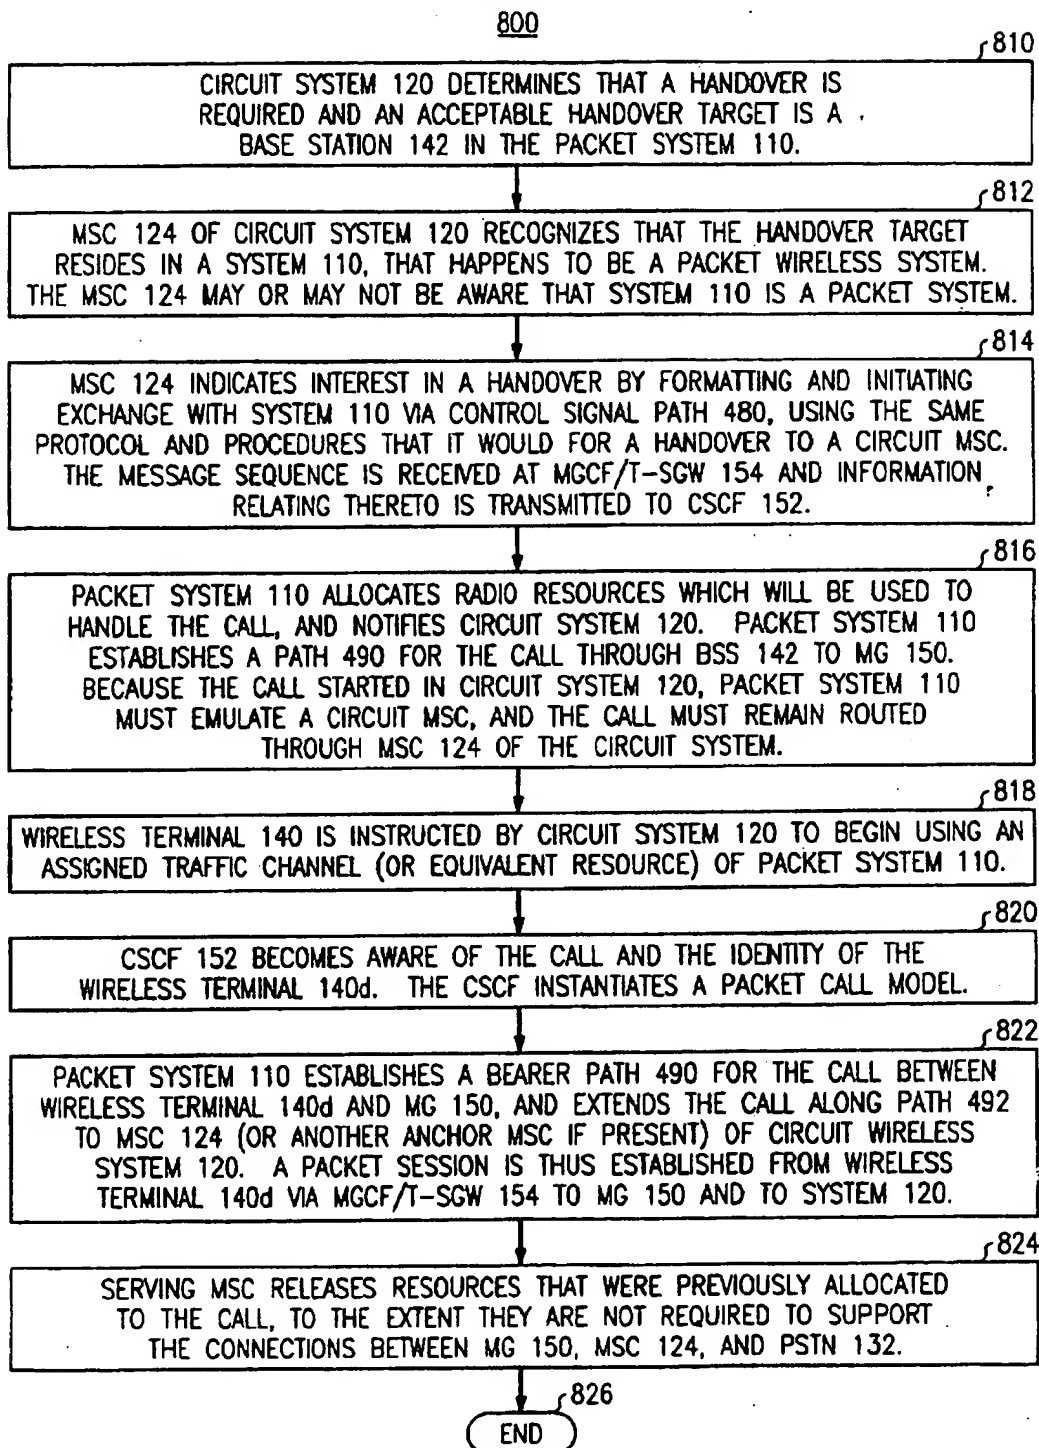 800
810
CIRCUIT SYSTEM 120 DETERMINES THAT A HANDOVER IS
REQUIRED AND AN ACCEPTABLE HANDOVER TARGET IS A
BASE STATION 142 IN THE PACKET SYSTEM 110.
812
MSC 124 OF CIRCUIT SYSTEM 120 RECOGNIZES THAT THE HANDOVER TARGET
RESIDES IN A SYSTEM 110, THAT HAPPENS TO BE A PACKET WIRELESS SYSTEM.
THE MSC 124 MAY OR MAY NOT BE AWARE THAT SYSTEM 110 IS A PACKET SYSTEM.
814
MSC 124 INDICATES INTEREST IN A HANDOVER BY FORMATTING AND INITIATING
EXCHANGE WITH SYSTEM 110 VIA CONTROL SIGNAL PATH 480, USING THE SAME
PROTOCOL AND PROCEDURES THAT IT WOULD FOR A HANDOVER TO A CIRCUIT MSC.
THE MESSAGE SEQUENCE IS RECEIVED AT MGCF/T-SGW 154 AND INFORMATION
RELATING THERETO IS TRANSMITTED TO CSCF 152.
816
PACKET SYSTEM 110 ALLOCATES RADIO RESOURCES WHICH WILL BE USED TO
HANDLE THE CALL, AND NOTIFIES CIRCUIT SYSTEM 120. PACKET SYSTEM 110
ESTABLISHES A PATH 490 FOR THE CALL THROUGH BSS 142 TO MG 150.
BECAUSE THE CALL STARTED IN CIRCUIT SYSTEM 120, PACKET SYSTEM 110
MUST EMULATE A CIRCUIT MSC, AND THE CALL MUST REMAIN ROUTED
THROUGH MSC 124 OF THE CIRCUIT SYSTEM.
818
WIRELESS TERMINAL 140 IS INSTRUCTED BY CIRCUIT SYSTEM 120 TO BEGIN USING AN
ASSIGNED TRAFFIC CHANNEL (OR EQUIVALENT RESOURCE) OF PACKET SYSTEM 110.
820
CSCF 152 BECOMES AWARE OF THE CALL AND THE IDENTITY OF THE
WIRELESS TERMINAL 140d. THE CSCF INSTANTIATES A PACKET CALL MODEL.
822
PACKET SYSTEM 110 ESTABLISHES A BEARER PATH 490 FOR THE CALL BETWEEN
WIRELESS TERMINAL 140d AND MG 150, AND EXTENDS THE CALL ALONG PATH 492
TO MSC 124 (OR ANOTHER ANCHOR MSC IF PRESENT) OF CIRCUIT WIRELESS
SYSTEM 120. A PACKET SESSION IS THUS ESTABLISHED FROM WIRELESS
TERMINAL 140d VIA MGCF/T-SGW 154 TO MG 150 AND TO SYSTEM 120.
824
SERVING MSC RELEASES RESOURCES THAT WERE PREVIOUSLY ALLOCATED
TO THE CALL, TO THE EXTENT THEY ARE NOT REQUIRED TO SUPPORT
THE CONNECTIONS BETWEEN MG 150, MSC 124, AND PSTN 132.
826
END